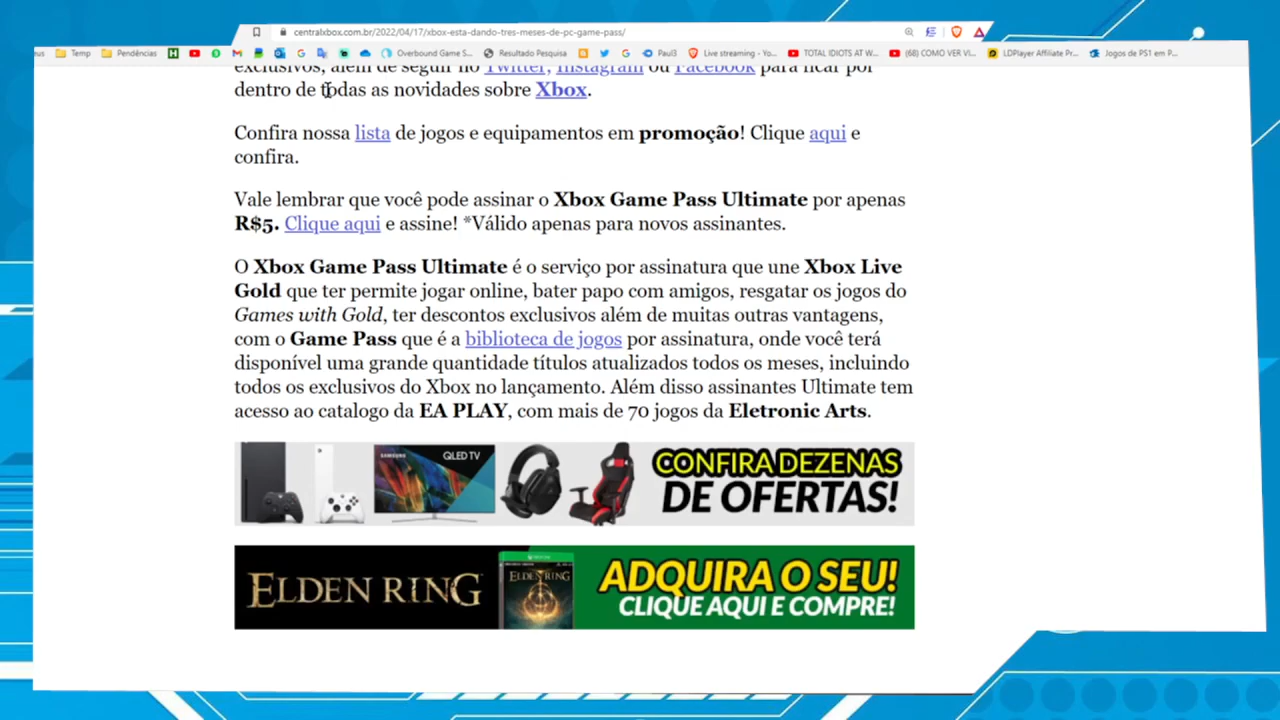 centralxbox.com.br/2022/04/17/xbox-esta-dando-tres-meses-de-pc-game-pass/
Temp Pendências Overbound Game S... Resultado Pesquisa Paul3 Live streaming - Yo... TOTAL IDIOTS AT W... (68) COMO VER VI... LDPlayer Affiliate Pr... Jogos de PS1 em P...
exclusivos, além de seguir no Twitter, Instagram ou Facebook para ficar por
dentro de todas as novidades sobre Xbox.
Confira nossa lista de jogos e equipamentos em promoção! Clique aqui e
confira.
Vale lembrar que você pode assinar o Xbox Game Pass Ultimate por apenas
R$5. Clique aqui e assine! *Válido apenas para novos assinantes.
O Xbox Game Pass Ultimate é o serviço por assinatura que une Xbox Live
Gold que ter permite jogar online, bater papo com amigos, resgatar os jogos do
Games with Gold, ter descontos exclusivos além de muitas outras vantagens,
com o Game Pass que é a biblioteca de jogos por assinatura, onde você terá
disponível uma grande quantidade títulos atualizados todos os meses, incluindo
todos os exclusivos do Xbox no lançamento. Além disso assinantes Ultimate tem
acesso ao catalogo da EA PLAY, com mais de 70 jogos da Eletronic Arts.
SAMSUNG QLED TV CONFIRA DEZENAS
DE OFERTAS!
ELDEN RING ELDEN RING ADQUIRA O SEU!
CLIQUE AQUI E COMPRE!